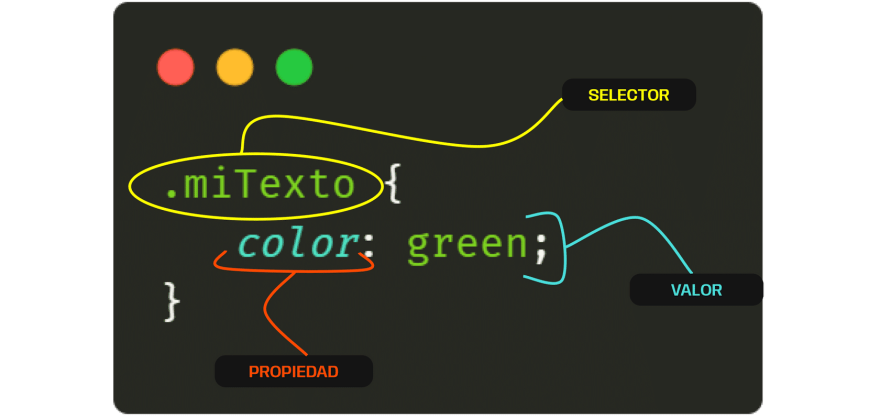 SELECTOR
.miTexto {
color: green;
VALOR
}
PROPIEDAD